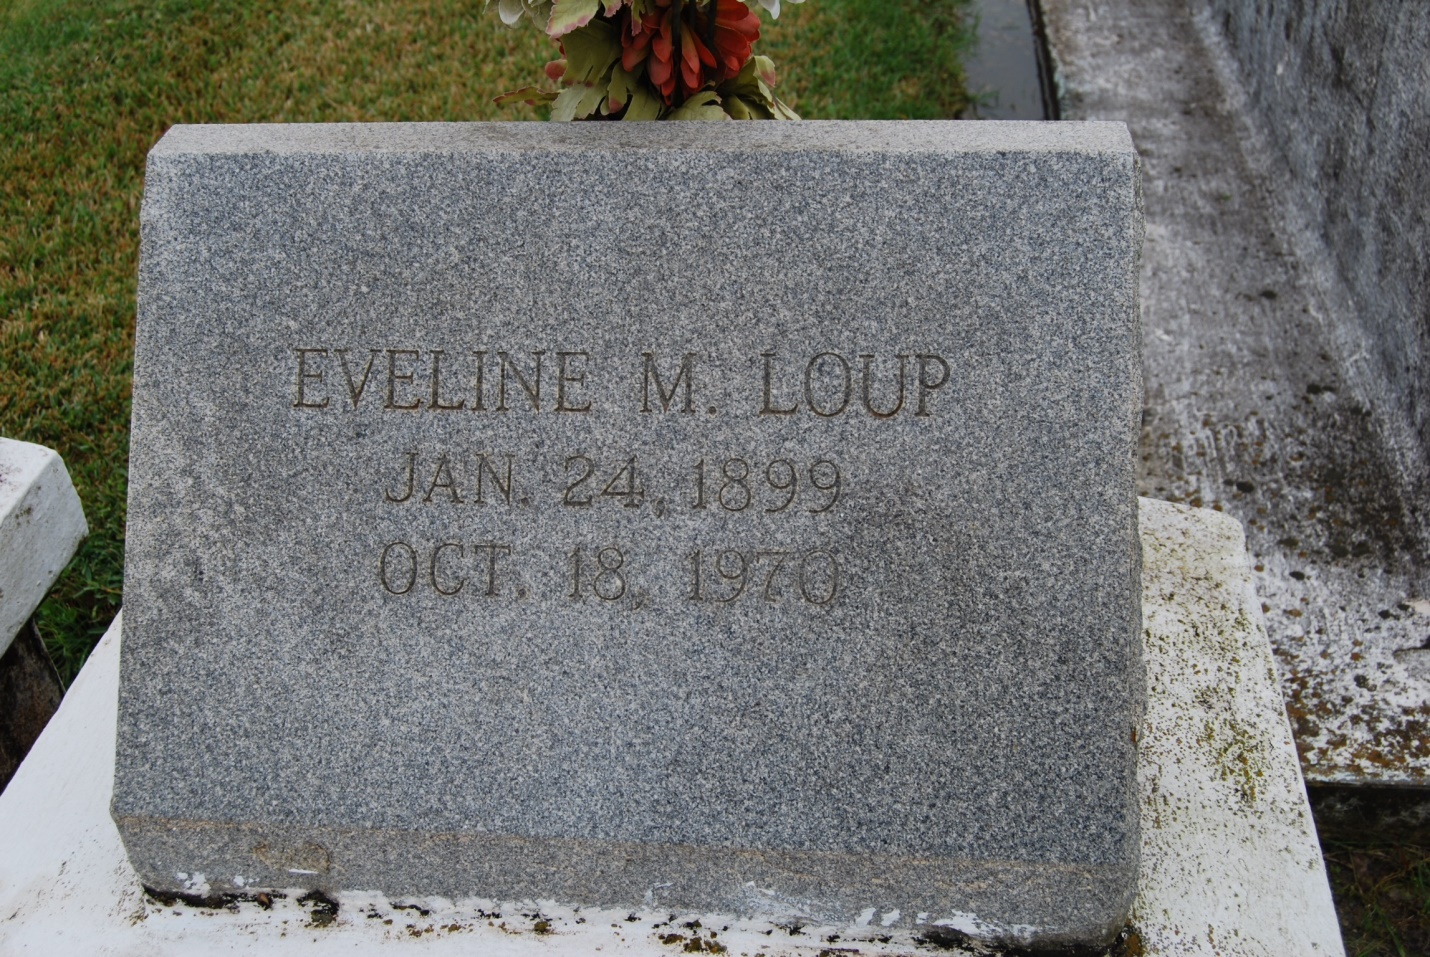 EVELINE M. LOUP
JAN. 24, 1899
OCT. 18, 1970